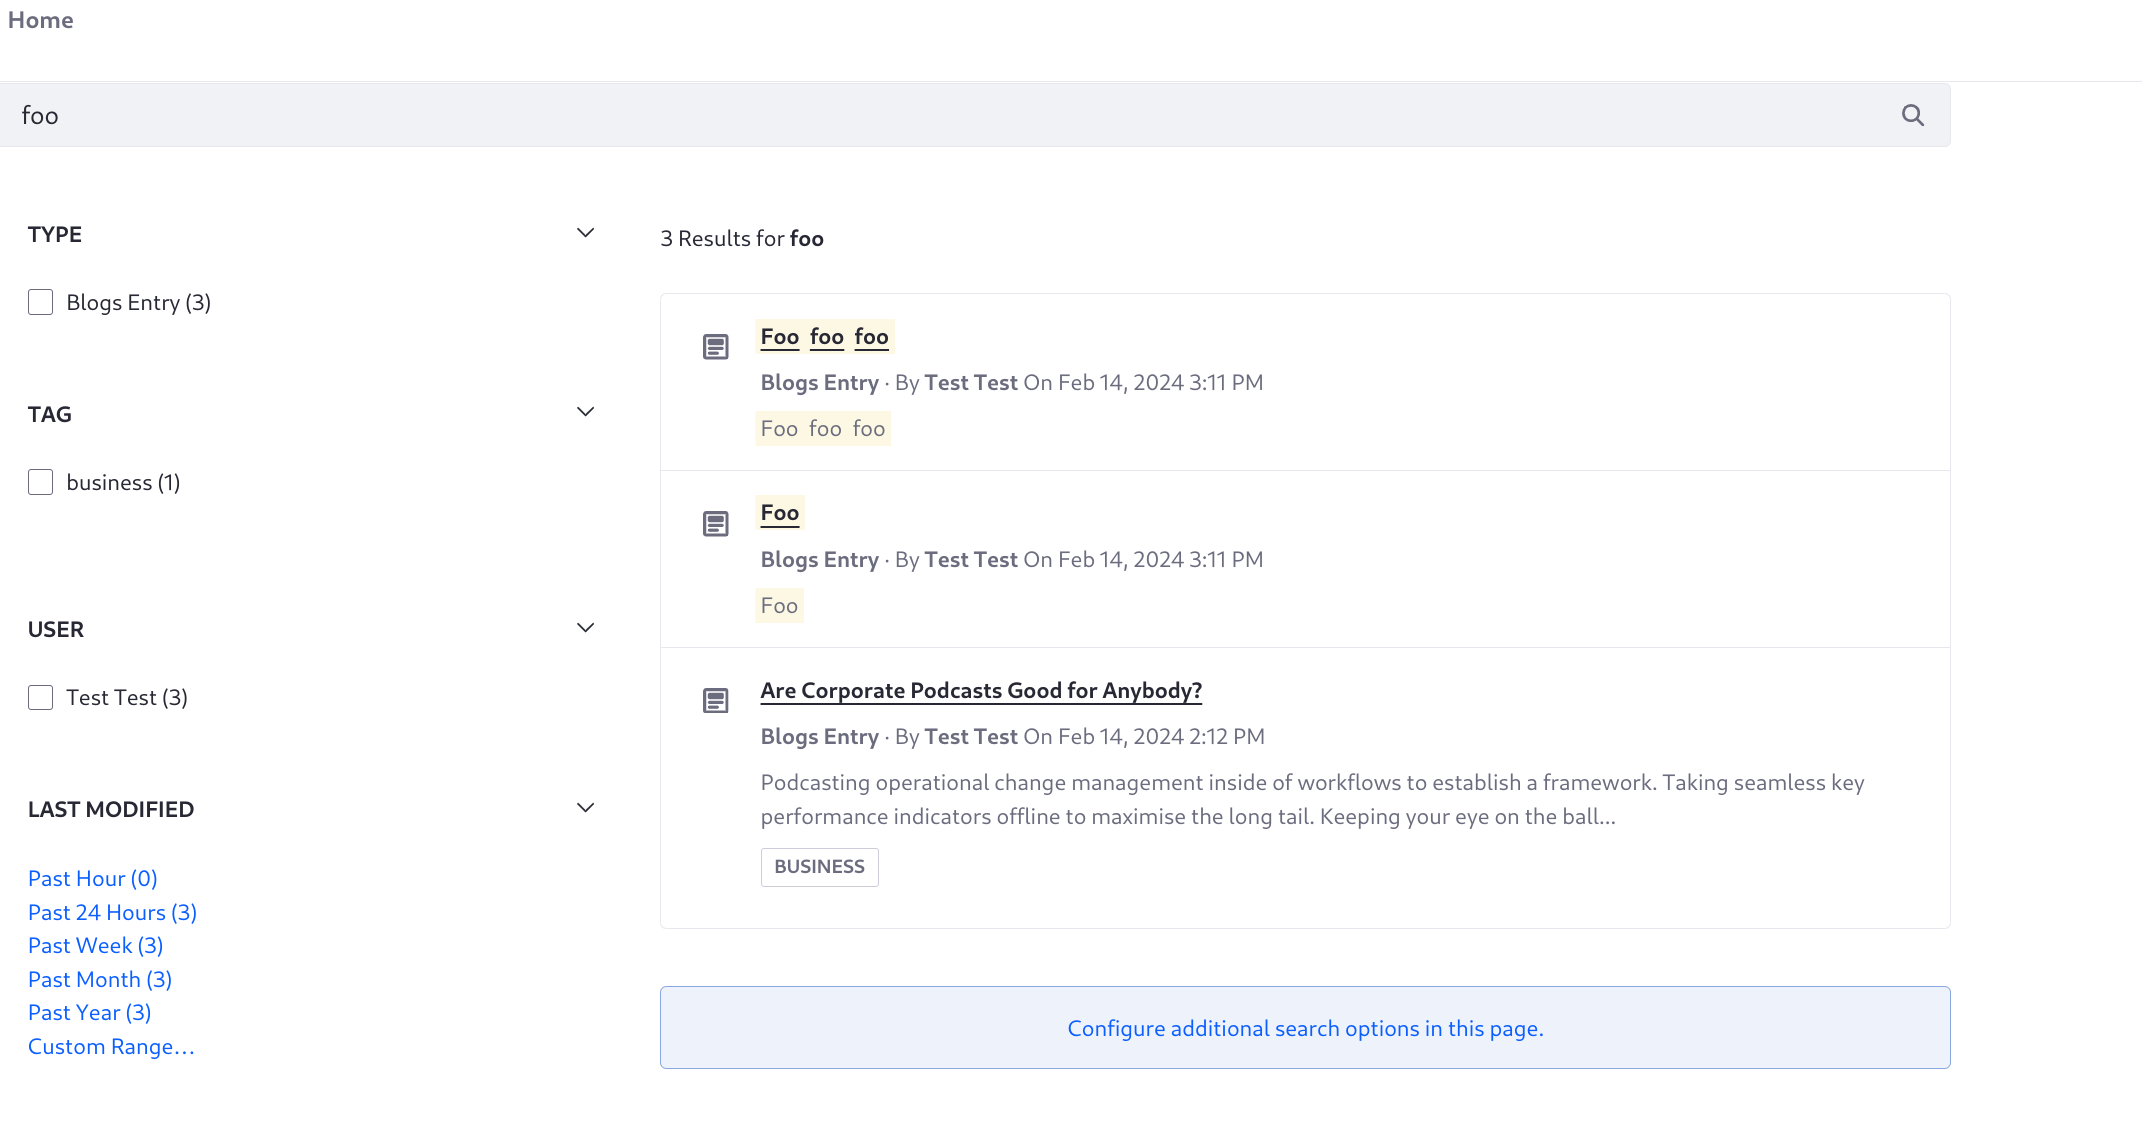 Home
foo
TYPE
Blogs Entry (3)
TAG
business (1)
USER
Test Test (3)
LAST MODIFIED
Past Hour (0)
Past 24 Hours (3)
Past Week (3)
Past Month (3)
Past Year (3)
Custom Range…
3 Results for foo
Foo foo foo
Blogs Entry · By Test Test On Feb 14, 2024 3:11 PM
Foo foo foo
Foo
Blogs Entry · By Test Test On Feb 14, 2024 3:11 PM
Foo
Are Corporate Podcasts Good for Anybody?
Blogs Entry · By Test Test On Feb 14, 2024 2:12 PM
Podcasting operational change management inside of workflows to establish a framework. Taking seamless key
performance indicators offline to maximise the long tail. Keeping your eye on the ball...
BUSINESS
Configure additional search options in this page.